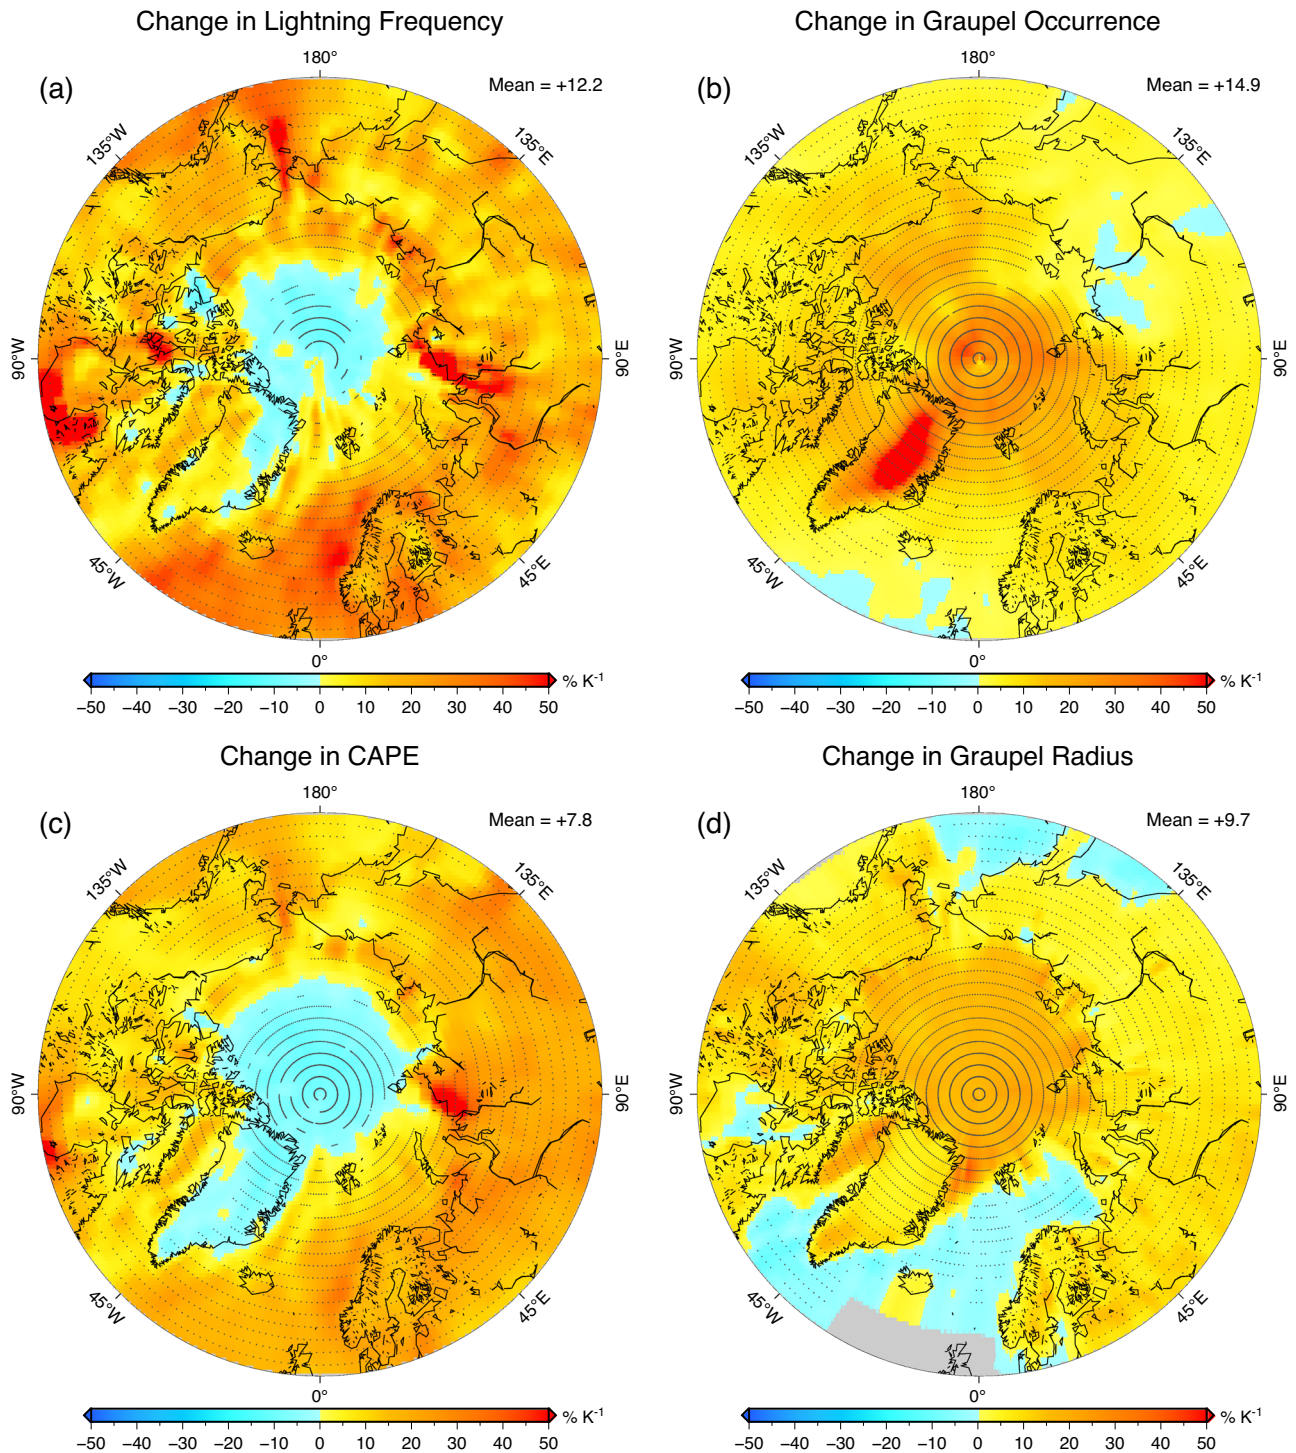 Change in Lightning Frequency
(a)
Mean = +12.2
180°
135°W
135°E
90°W
90°E
45°W
45°E
0°
−50 −40 −30 −20 −10 0 10 20 30 40 50 % K⁻¹
Change in Graupel Occurrence
(b)
Mean = +14.9
180°
135°W
135°E
90°W
90°E
45°W
45°E
0°
−50 −40 −30 −20 −10 0 10 20 30 40 50 % K⁻¹
Change in CAPE
(c)
Mean = +7.8
180°
135°W
135°E
90°W
90°E
45°W
45°E
0°
−50 −40 −30 −20 −10 0 10 20 30 40 50 % K⁻¹
Change in Graupel Radius
(d)
Mean = +9.7
180°
135°W
135°E
90°W
90°E
45°W
45°E
0°
−50 −40 −30 −20 −10 0 10 20 30 40 50 % K⁻¹